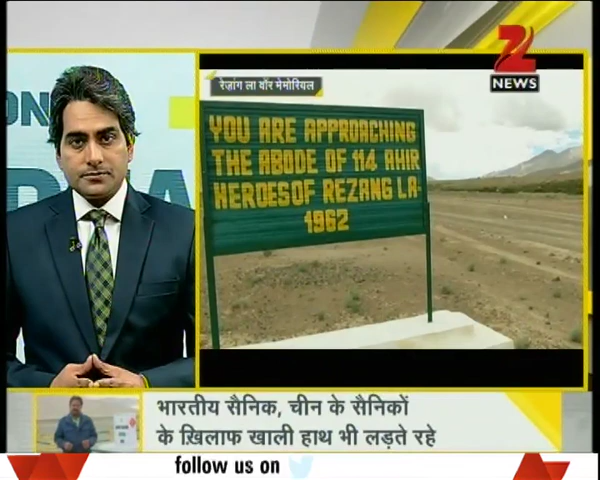 Z
NEWS
रेज़ांग ला वॉर मेमोरियल
YOU ARE APPROACHING
THE ABODE OF 114 AHIR
HEROES OF REZANG LA-
1962
भारतीय सैनिक, चीन के सैनिकों
के ख़िलाफ खाली हाथ भी लड़ते रहे
follow us on